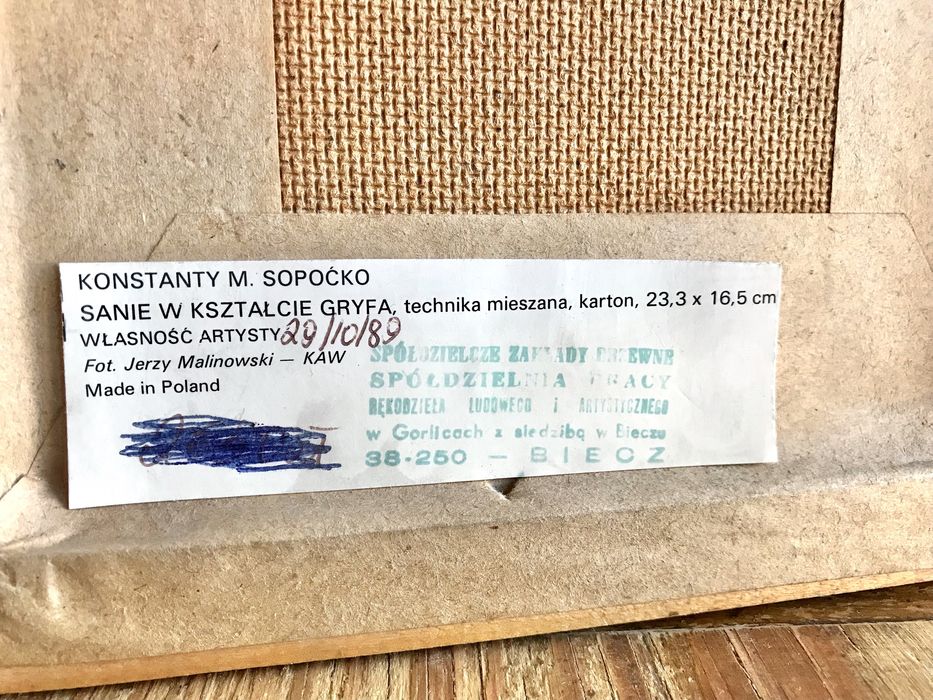 KONSTANTY M. SOPOĆKO
SANIE W KSZTAŁCIE GRYFA, technika mieszana, karton, 23,3 x 16,5 cm
WŁASNOŚĆ ARTYSTY 29/10/89
Fot. Jerzy Malinowski — KAW
Made in Poland
SPÓŁDZIELCZE ZAKŁADY DRZEWNE
SPÓŁDZIELNIA PRACY
RĘKODZIEŁA LUDOWEGO i ARTYSTYCZNEGO
w Gorlicach z siedzibą w Bieczu
38-250 — BIECZ